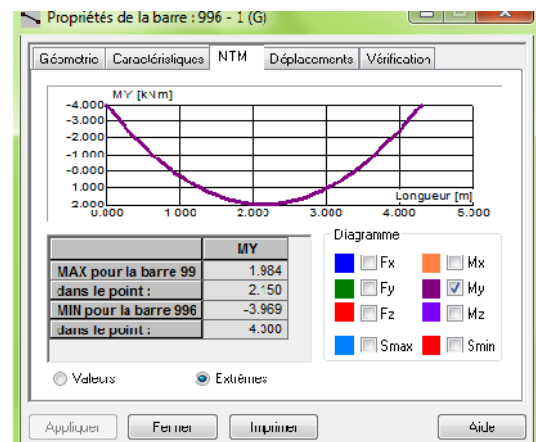 Propriétés de la barre : 996 - 1 (G)
Géométrie Caractéristiques NTM Déplacements Vérification
MY [kNm]
-4.000
-3.000
-2.000
-1.000
-0.000
1.000
2.000
Longueur [m]
0.000 1.000 2.000 3.000 4.000 5.000
MY
MAX pour la barre 99 1.984
dans le point : 2.150
MIN pour la barre 996 -3.969
dans le point : 4.300
Diagramme
Fx Mx
Fy My
Fz Mz
Smax Smin
Valeurs Extrêmes
Appliquer Fermer Imprimer Aide